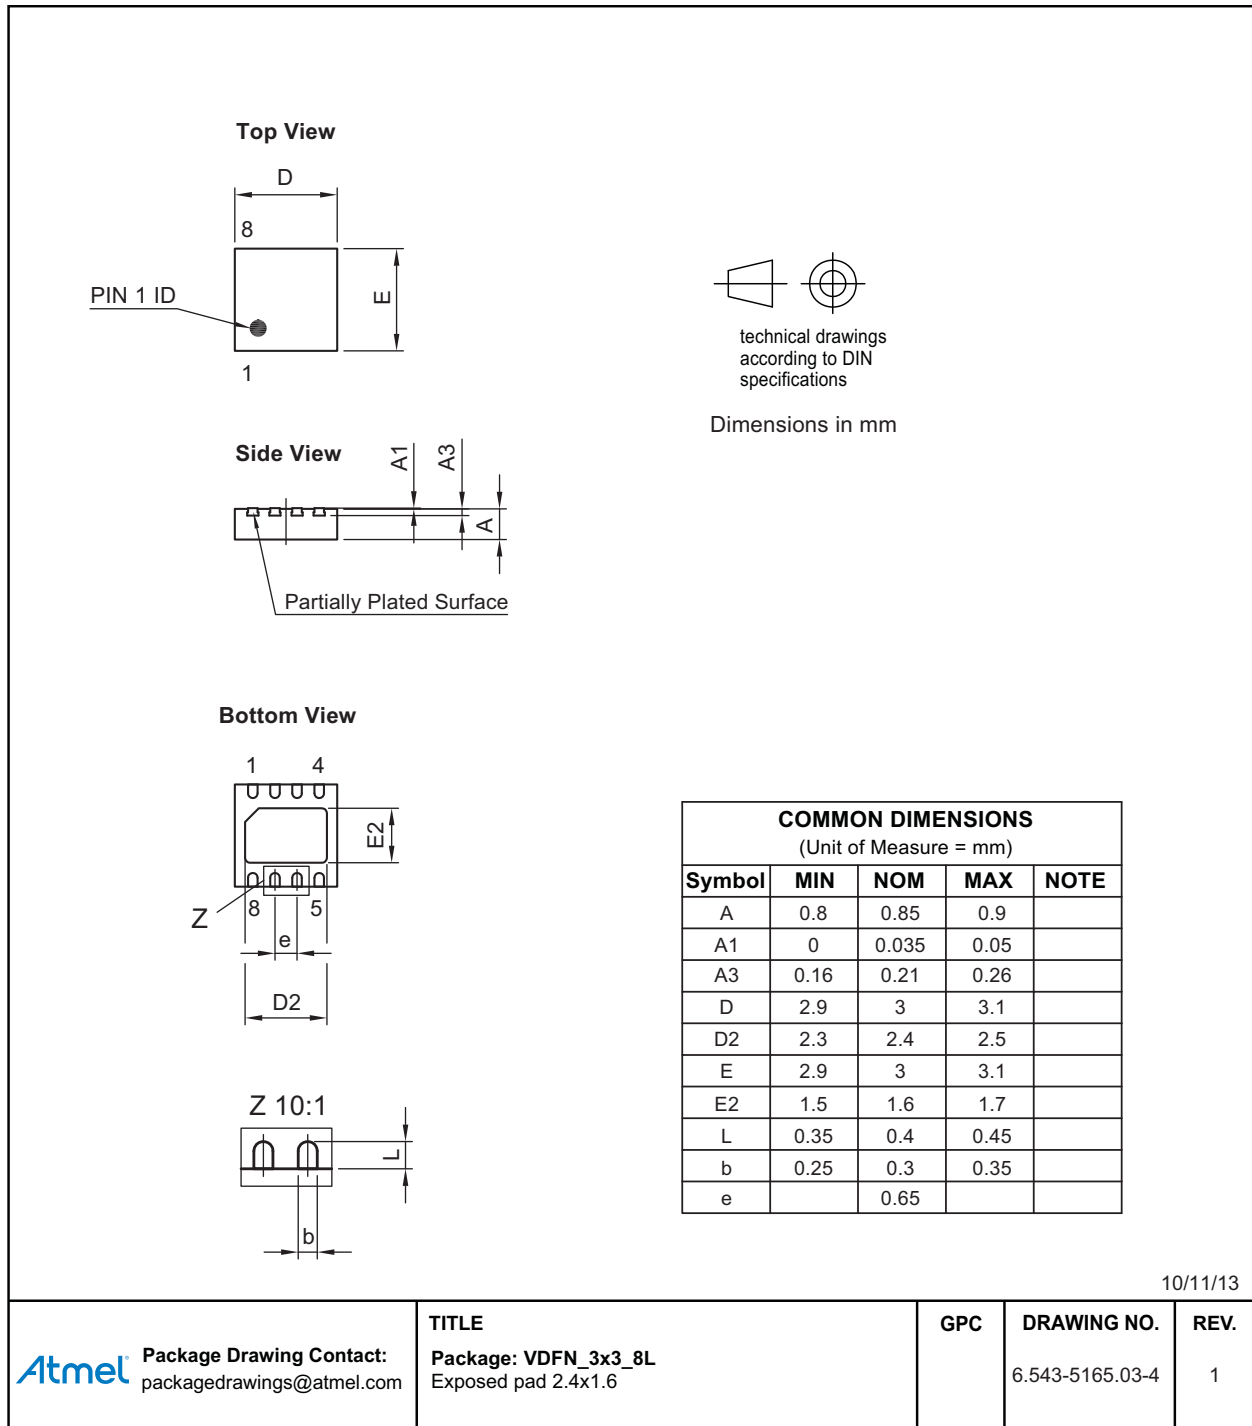 Top View
D
8
E
PIN 1 ID
1
technical drawings
according to DIN
specifications
Dimensions in mm
Side View
A1
A3
A
Partially Plated Surface
Bottom View
1 4
E2
Z
8 5
e
D2
Z 10:1
L
b
COMMON DIMENSIONS
(Unit of Measure = mm)
Symbol MIN NOM MAX NOTE
A 0.8 0.85 0.9
A1 0 0.035 0.05
A3 0.16 0.21 0.26
D 2.9 3 3.1
D2 2.3 2.4 2.5
E 2.9 3 3.1
E2 1.5 1.6 1.7
L 0.35 0.4 0.45
b 0.25 0.3 0.35
e 0.65
10/11/13
Atmel
Package Drawing Contact:
packagedrawings@atmel.com
TITLE
Package: VDFN_3x3_8L
Exposed pad 2.4x1.6
GPC
DRAWING NO.
6.543-5165.03-4
REV.
1